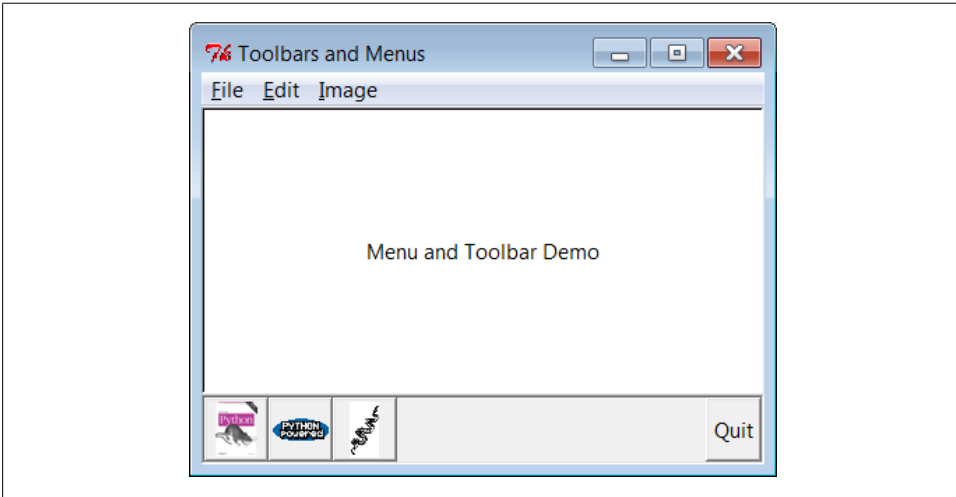 Toolbars and Menus
File Edit Image
Menu and Toolbar Demo
Python
PYTHON
POWERED
Quit